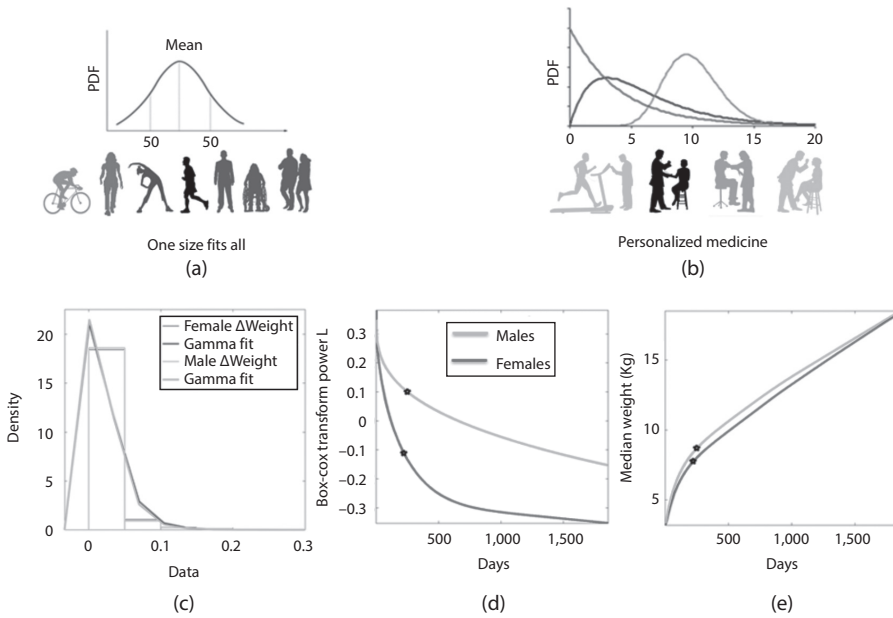 Mean
PDF
50 50
One size fits all
(a)
PDF
0 5 10 15 20
Personalized medicine
(b)
Density
20
15
10
5
0
Female ΔWeight
Gamma fit
Male ΔWeight
Gamma fit
0 0.1 0.2 0.3
Data
(c)
Box-cox transform power L
0.3
0.2
0.1
0
−0.1
−0.2
−0.3
Males
Females
500 1,000 1,500
Days
(d)
Median weight (Kg)
15
10
5
500 1,000 1,500
Days
(e)